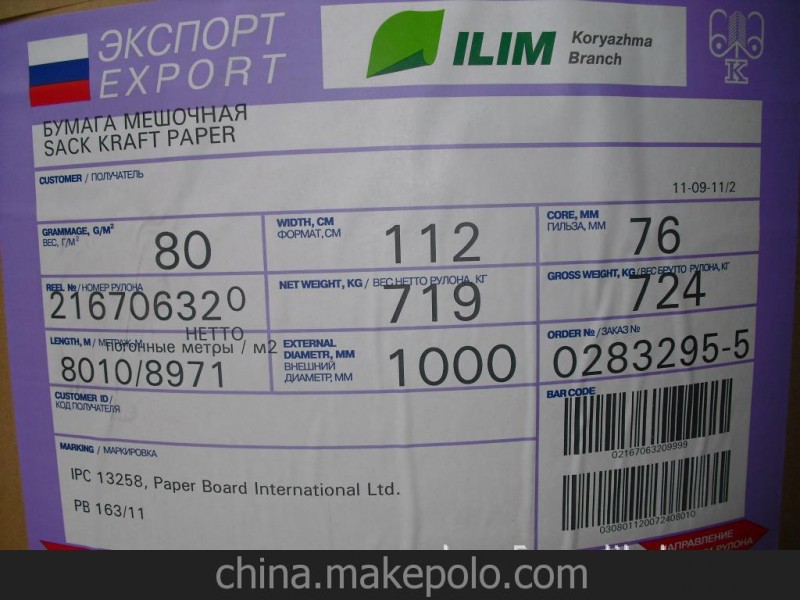 ЭКСПОРТ
EXPORT
ILIM
Koryazhma
Branch
К
БУМАГА МЕШОЧНАЯ
SACK KRAFT PAPER
CUSTOMER / ПОЛУЧАТЕЛЬ
11-09-11/2
GRAMMAGE, G/M²
ВЕС, Г/М²
80
WIDTH, CM
ФОРМАТ, СМ
112
CORE, MM
ГИЛЬЗА, ММ
76
REEL №/НОМЕР РУЛОНА
216706320
NET WEIGHT, KG / ВЕС НЕТТО РУЛОНА, КГ
719
GROSS WEIGHT, KG/ВЕС БРУТТО РУЛОНА, КГ
724
LENGTH, M / МЕТРАЖ, М
НЕТТО
погонные метры / м2
8010/8971
EXTERNAL
DIAMETR, MM
ВНЕШНИЙ
ДИАМЕТР, ММ
1000
ORDER №/ЗАКАЗ №
0283295-5
CUSTOMER ID/
КОД ПОЛУЧАТЕЛЯ
BAR CODE
02167063209999
MARKING / МАРКИРОВКА
IPC 13258, Paper Board International Ltd.
PB 163/11
030801120072408010
НАПРАВЛЕНИЕ
РУЛОНА
china.makepolo.com